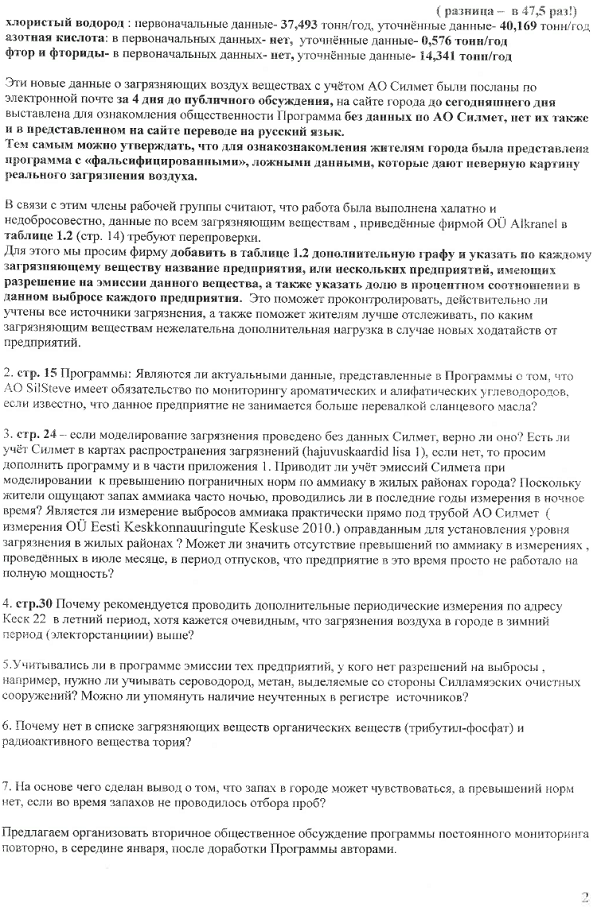 ( разница – в 47,5 раз!)
хлористый водород : первоначальные данные- 37,493 тонн/год, уточнённые данные- 40,169 тонн/год
азотная кислота: в первоначальных данных- нет, уточнённые данные- 0,576 тонн/год
фтор и фториды- в первоначальных данных- нет, уточнённые данные- 14,341 тонн/год
Эти новые данные о загрязняющих воздух веществах с учётом АО Силмет были посланы по
электронной почте за 4 дня до публичного обсуждения, на сайте города до сегодняшнего дня
выставлена для ознакомления общественности Программа без данных по АО Силмет, нет их также
и в представленном на сайте переводе на русский язык.
Тем самым можно утверждать, что для ознакознакомления жителям города была представлена
программа с «фальсифицированными», ложными данными, которые дают неверную картину
реального загрязнения воздуха.
В связи с этим члены рабочей группы считают, что работа была выполнена халатно и
недобросовестно, данные по всем загрязняющим веществам , приведённые фирмой OÜ Alkranel в
таблице 1.2 (стр. 14) требуют перепроверки.
Для этого мы просим фирму добавить в таблице 1.2 дополнительную графу и указать по каждому
загрязняющему веществу название предприятия, или нескольких предприятий, имеющих
разрешение на эмиссии данного вещества, а также указать долю в процентном соотношении в
данном выбросе каждого предприятия. Это поможет проконтролировать, действительно ли
учтены все источники загрязнения, а также поможет жителям лучше отслеживать, по каким
загрязняющим веществам нежелательна дополнительная нагрузка в случае новых ходатайств от
предприятий.
2. стр. 15 Программы: Являются ли актуальными данные, представленные в Программы о том, что
АО SilSteve имеет обязательство по мониторингу ароматических и алифатических углеводородов,
если известно, что данное предприятие не занимается больше перевалкой сланцевого масла?
3. стр. 24 – если моделирование загрязнения проведено без данных Силмет, верно ли оно? Есть ли
учёт Силмет в картах распространения загрязнений (hajuvuskaardid lisa 1), если нет, то просим
дополнить программу и в части приложения 1. Приводит ли учёт эмиссий Силмета при
моделировании к превышению пограничных норм по аммиаку в жилых районах города? Поскольку
жители ощущают запах аммиака часто ночью, проводились ли в последние годы измерения в ночное
время? Является ли измерение выбросов аммиака практически прямо под трубой АО Силмет (
измерения OÜ Eesti Keskkonnauuringute Keskuse 2010.) оправданным для установления уровня
загрязнения в жилых районах ? Может ли значить отсутствие превышений по аммиаку в измерениях ,
проведённых в июле месяце, в период отпусков, что предприятие в это время просто не работало на
полную мощность?
4. стр.30 Почему рекомендуется проводить дополнительные периодические измерения по адресу
Кеск 22 в летний период, хотя кажется очевидным, что загрязнения воздуха в городе в зимний
период (электорстанциии) выше?
5.Учитывались ли в программе эмиссии тех предприятий, у кого нет разрешений на выбросы ,
например, нужно ли учиывать сероводород, метан, выделяемые со стороны Силламяэских очистных
сооружений? Можно ли упомянуть наличие неучтенных в регистре источников?
6. Почему нет в списке загрязняющих веществ органических веществ (трибутил-фосфат) и
радиоактивного вещества тория?
7. На основе чего сделан вывод о том, что запах в городе может чувствоваться, а превышений норм
нет, если во время запахов не проводилось отбора проб?
Предлагаем организовать вторичное общественное обсуждение программы постоянного мониторинга
повторно, в середине января, после доработки Программы авторами.
2